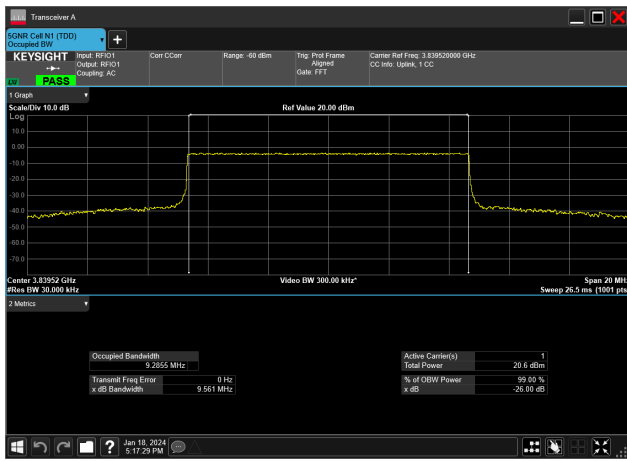 Transceiver A
5GNR Cell N1 (TDD)
Occupied BW
+
KEYSIGHT
Input: RFIO1
Output: RFIO1
Coupling: AC
Corr CCorr
Range: -60 dBm
Trig: Prot Frame
Aligned
Gate: FFT
Carrier Ref Freq: 3.839520000 GHz
CC Info: Uplink, 1 CC
PASS
1 Graph
Scale/Div 10.0 dB
Ref Value 20.00 dBm
Log
10.0
0.00
-10.0
-20.0
-30.0
-40.0
-50.0
-60.0
-70.0
Center 3.83952 GHz
Video BW 300.00 kHz*
Span 20 MHz
#Res BW 30.000 kHz
Sweep 26.5 ms (1001 pts
2 Metrics
Occupied Bandwidth
9.2855 MHz
Active Carrier(s) 1
Total Power 20.6 dBm
Transmit Freq Error 0 Hz
x dB Bandwidth 9.561 MHz
% of OBW Power 99.00 %
x dB -26.00 dB
?
Jan 18, 2024
5:17:29 PM